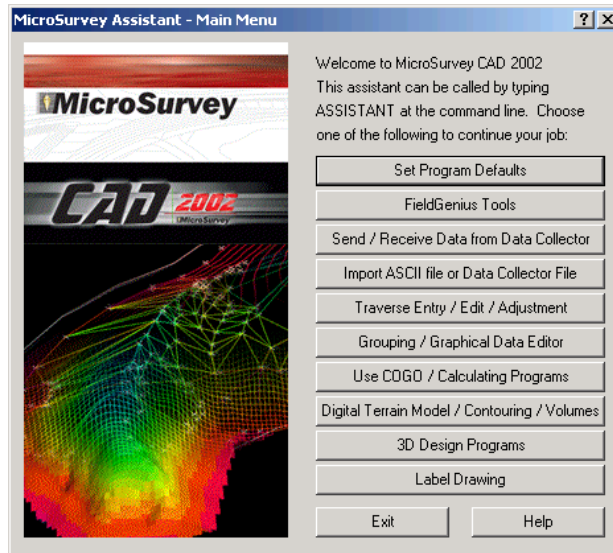 MicroSurvey Assistant - Main Menu
MicroSurvey
CAD 2002
MicroSurvey
Welcome to MicroSurvey CAD 2002
This assistant can be called by typing
ASSISTANT at the command line. Choose
one of the following to continue your job:
Set Program Defaults
FieldGenius Tools
Send / Receive Data from Data Collector
Import ASCII file or Data Collector File
Traverse Entry / Edit / Adjustment
Grouping / Graphical Data Editor
Use COGO / Calculating Programs
Digital Terrain Model / Contouring / Volumes
3D Design Programs
Label Drawing
Exit
Help